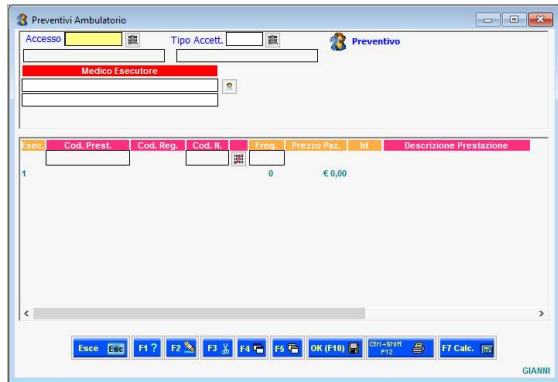 Preventivi Ambulatorio
Accesso Tipo Accett. Preventivo
Medico Esecutore
Esec. Cod. Prest. Cod. Reg. Cod. N. Freq. Prezzo Paz. Id Descrizione Prestazione
1 0 € 0,00
Esce Esc F1 ? F2 F3 F4 F5 OK (F10) Ctrl-Shift F12 F7 Calc.
GIANNI